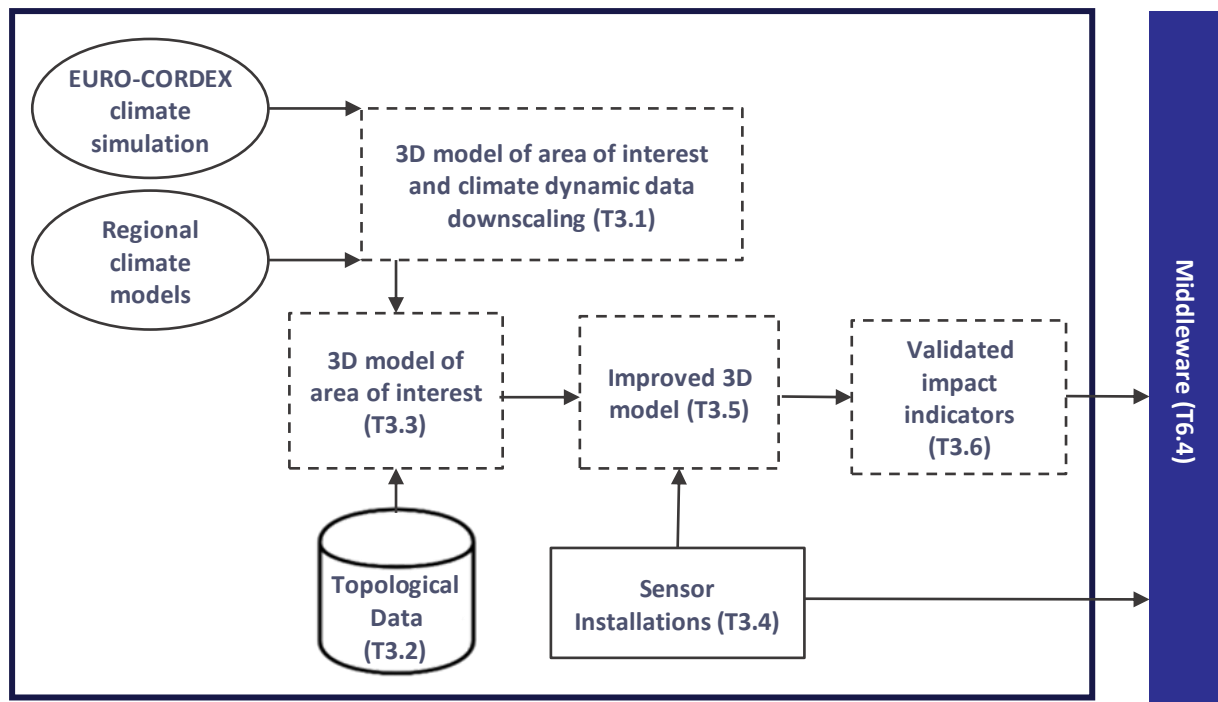 EURO-CORDEX
climate
simulation
3D model of area of interest
and climate dynamic data
downscaling (T3.1)
Regional
climate
models
3D model of
area of interest
(T3.3)
Improved 3D
model (T3.5)
Validated
impact
indicators
(T3.6)
Topological
Data
(T3.2)
Sensor
Installations (T3.4)
Middleware (T6.4)